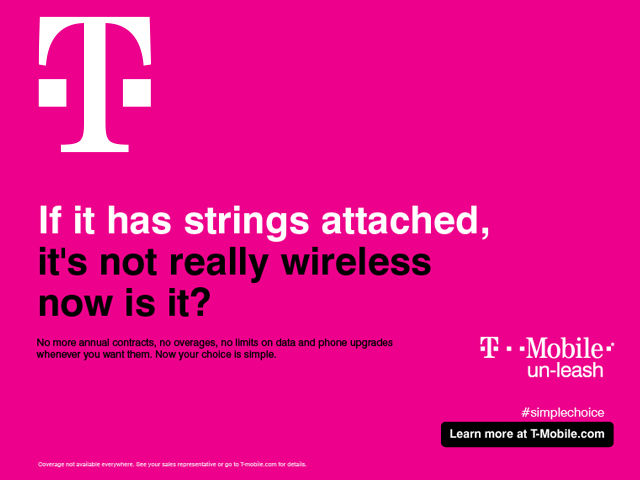 T
If it has strings attached,
it's not really wireless
now is it?
No more annual contracts, no overages, no limits on data and phone upgrades
whenever you want them. Now your choice is simple.
T··Mobile·
un-leash
#simplechoice
Learn more at T-Mobile.com
Coverage not available everywhere. See your sales representative or go to T-mobile.com for details.